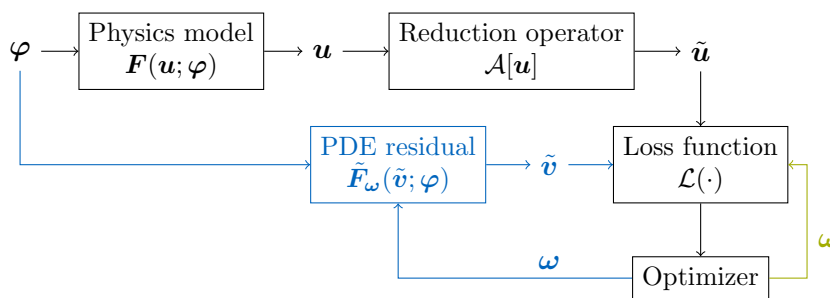 𝝋
Physics model
𝑭(𝒖; 𝝋)
𝒖
Reduction operator
𝒜[𝒖]
ũ
PDE residual
F̃_ω(ṽ; 𝝋)
ṽ
Loss function
ℒ(·)
𝝎
Optimizer
𝝎